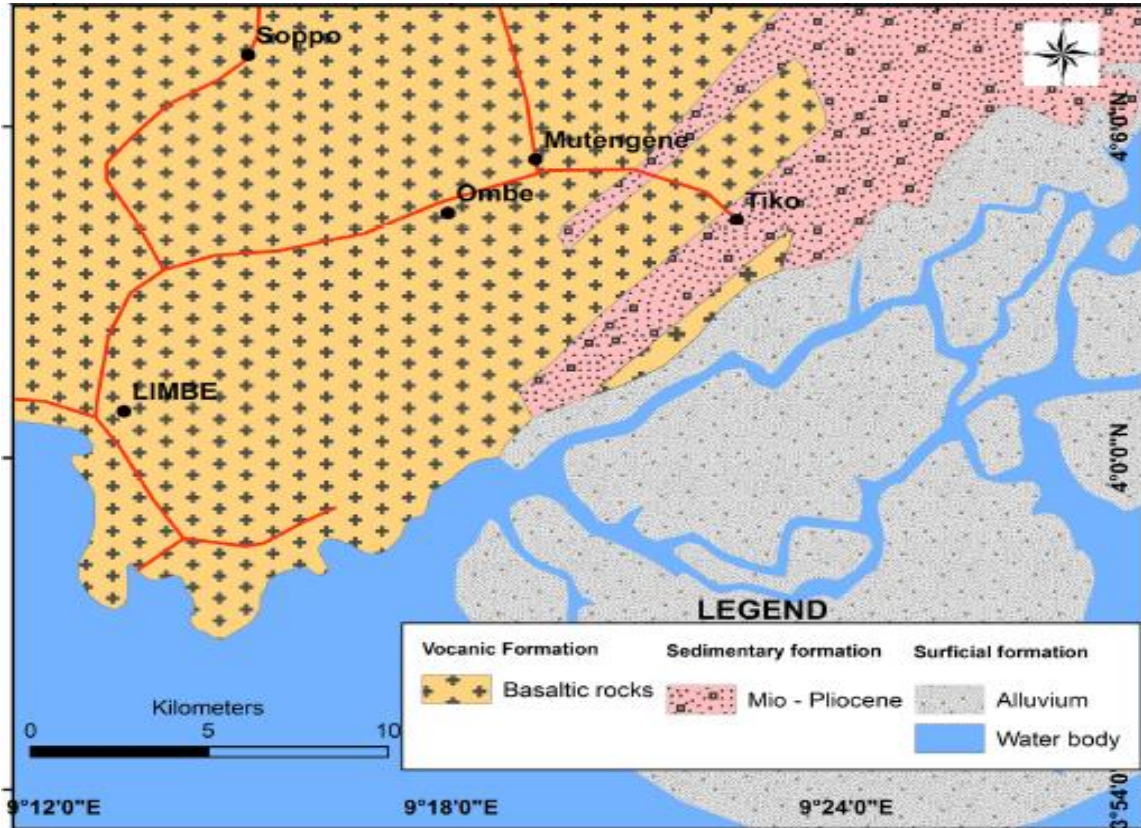 Soppo
Mutengene
Ombe
Tiko
LIMBE
4°6'0"N
4°0'0"N
3°54'0"
LEGEND
Vocanic Formation
Basaltic rocks
Sedimentary formation
Mio - Pliocene
Surficial formation
Alluvium
Water body
Kilometers
0 5 10
9°12'0"E 9°18'0"E 9°24'0"E